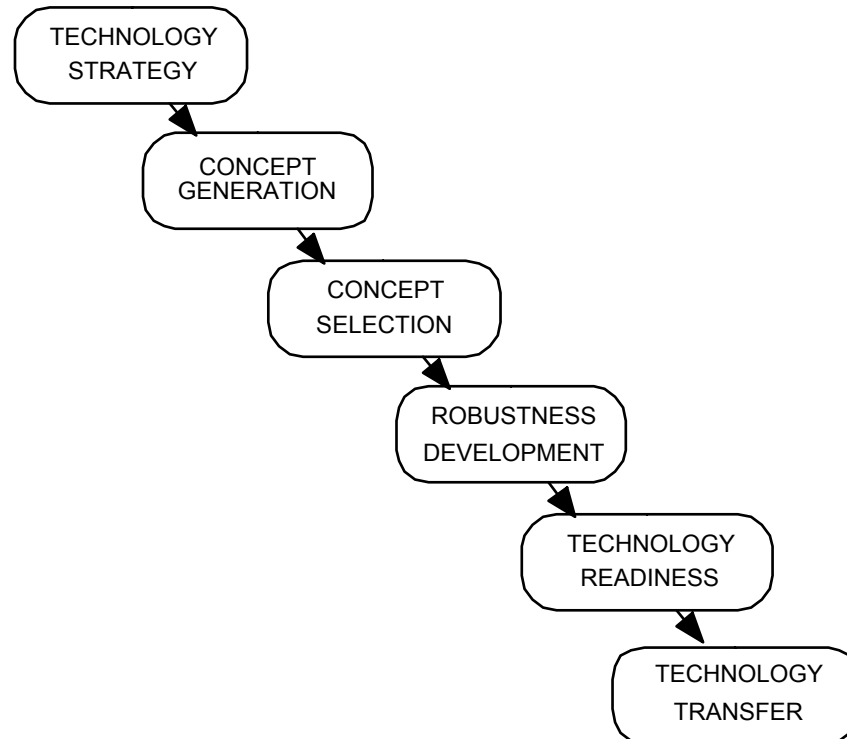 TECHNOLOGY
STRATEGY
CONCEPT
GENERATION
CONCEPT
SELECTION
ROBUSTNESS
DEVELOPMENT
TECHNOLOGY
READINESS
TECHNOLOGY
TRANSFER